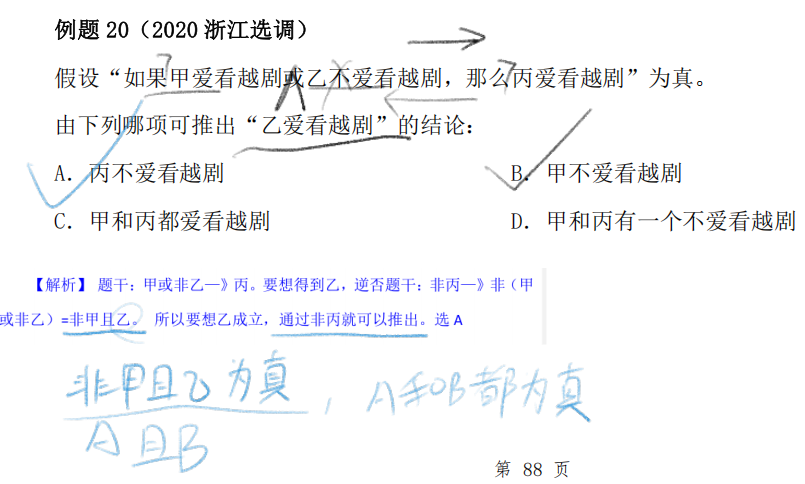 例题 20（2020 浙江选调）
假设“如果甲爱看越剧或乙不爱看越剧，那么丙爱看越剧”为真。
由下列哪项可推出“乙爱看越剧”的结论：
A．丙不爱看越剧 B．甲不爱看越剧
C．甲和丙都爱看越剧 D．甲和丙有一个不爱看越剧
【解析】 题干：甲或非乙—》丙。要想得到乙，逆否题干：非丙—》非（甲
或非乙）=非甲且乙。 所以要想乙成立，通过非丙就可以推出。选 A
非甲且乙为真，A和B都为真
A且B
第 88 页